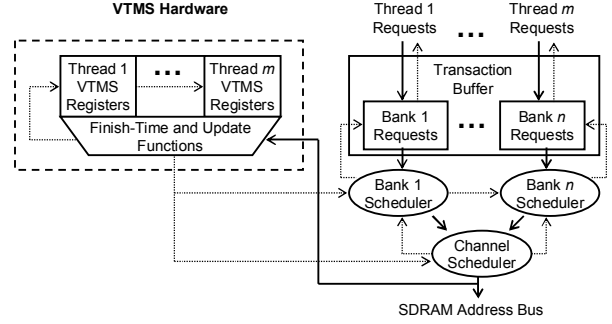 VTMS Hardware
Thread 1
VTMS
Registers
...
Thread m
VTMS
Registers
Finish-Time and Update
Functions
Thread 1
Requests
...
Thread m
Requests
Transaction
Buffer
Bank 1
Requests
...
Bank n
Requests
Bank 1
Scheduler
Bank n
Scheduler
Channel
Scheduler
SDRAM Address Bus